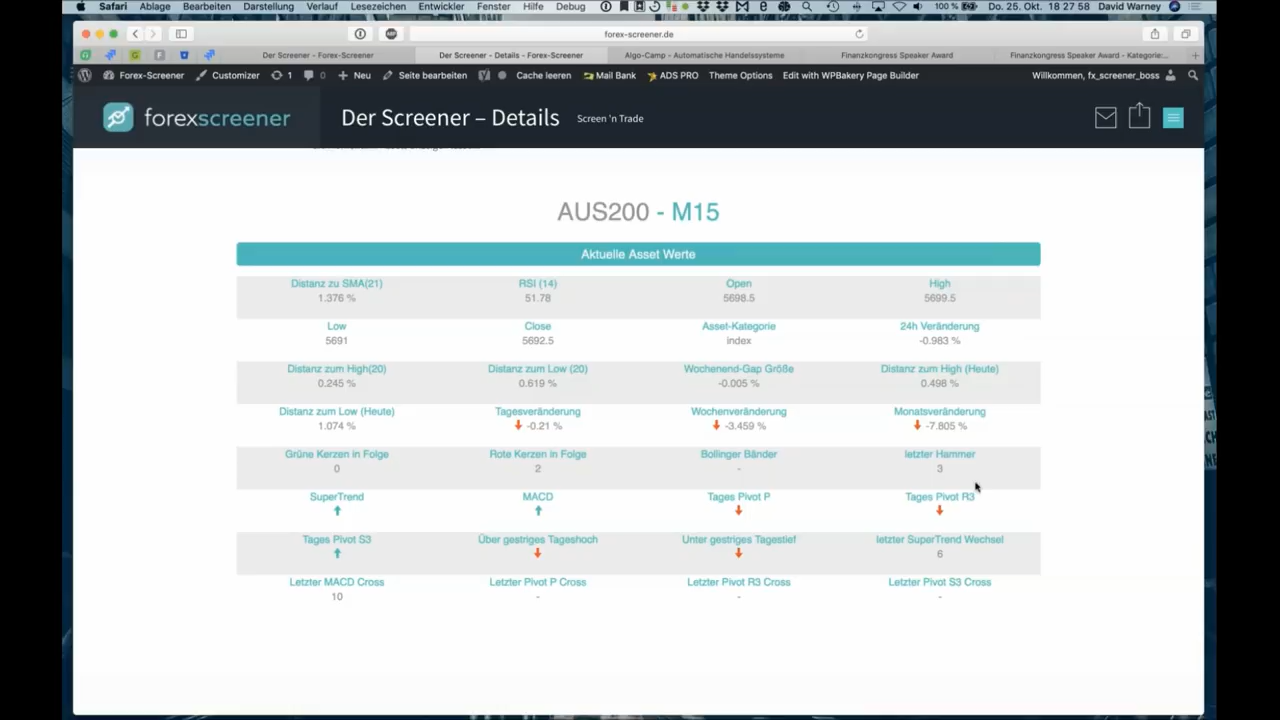 Safari Ablage Bearbeiten Darstellung Verlauf Lesezeichen Entwickler Fenster Hilfe Debug 100 % Do. 25. Okt. 18 27 58 David Warney
forex-screener.de
Der Screener – Forex-Screener Der Screener – Details – Forex-Screener Algo-Camp - Automatische Handelssysteme Finanzkongress Speaker Award Finanzkongress Speaker Award - Kategorie:...
Forex-Screener Customizer 1 0 Neu Seite bearbeiten Cache leeren Mail Bank ADS PRO Theme Options Edit with WPBakery Page Builder Willkommen, fx_screener_boss
forexscreener Der Screener – Details Screen 'n Trade
AUS200 - M15
Aktuelle Asset Werte
Distanz zu SMA(21) RSI (14) Open High
1.376 % 51.78 5698.5 5699.5
Low Close Asset-Kategorie 24h Veränderung
5691 5692.5 index -0.983 %
Distanz zum High(20) Distanz zum Low (20) Wochenend-Gap Größe Distanz zum High (Heute)
0.245 % 0.619 % -0.005 % 0.498 %
Distanz zum Low (Heute) Tagesveränderung Wochenveränderung Monatsveränderung
1.074 % -0.21 % -3.459 % -7.805 %
Grüne Kerzen in Folge Rote Kerzen in Folge Bollinger Bänder letzter Hammer
0 2 - 3
SuperTrend MACD Tages Pivot P Tages Pivot R3
Tages Pivot S3 Über gestriges Tageshoch Unter gestriges Tagestief letzter SuperTrend Wechsel
6
Letzter MACD Cross Letzter Pivot P Cross Letzter Pivot R3 Cross Letzter Pivot S3 Cross
10 - - -